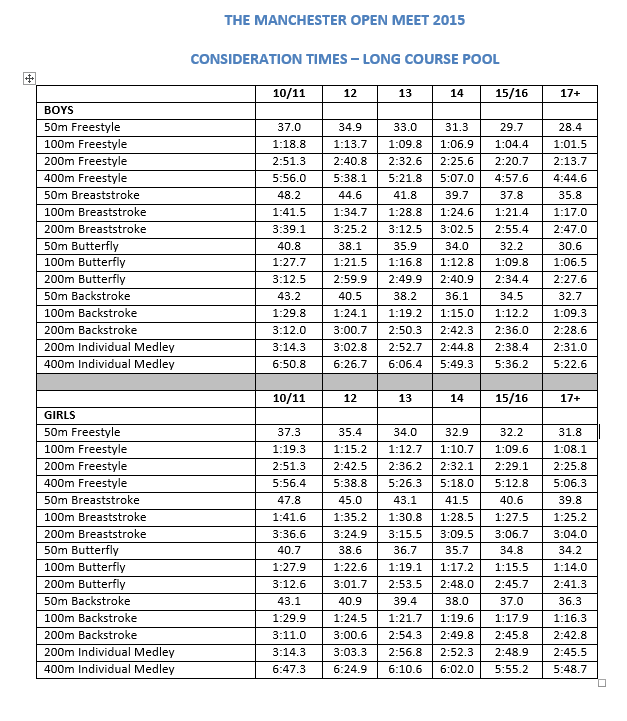 THE MANCHESTER OPEN MEET 2015
CONSIDERATION TIMES – LONG COURSE POOL
10/11 12 13 14 15/16 17+
BOYS
50m Freestyle 37.0 34.9 33.0 31.3 29.7 28.4
100m Freestyle 1:18.8 1:13.7 1:09.8 1:06.9 1:04.4 1:01.5
200m Freestyle 2:51.3 2:40.8 2:32.6 2:25.6 2:20.7 2:13.7
400m Freestyle 5:56.0 5:38.1 5:21.8 5:07.0 4:57.6 4:44.6
50m Breaststroke 48.2 44.6 41.8 39.7 37.8 35.8
100m Breaststroke 1:41.5 1:34.7 1:28.8 1:24.6 1:21.4 1:17.0
200m Breaststroke 3:39.1 3:25.2 3:12.5 3:02.5 2:55.4 2:47.0
50m Butterfly 40.8 38.1 35.9 34.0 32.2 30.6
100m Butterfly 1:27.7 1:21.5 1:16.8 1:12.8 1:09.8 1:06.5
200m Butterfly 3:12.5 2:59.9 2:49.9 2:40.9 2:34.4 2:27.6
50m Backstroke 43.2 40.5 38.2 36.1 34.5 32.7
100m Backstroke 1:29.8 1:24.1 1:19.2 1:15.0 1:12.2 1:09.3
200m Backstroke 3:12.0 3:00.7 2:50.3 2:42.3 2:36.0 2:28.6
200m Individual Medley 3:14.3 3:02.8 2:52.7 2:44.8 2:38.4 2:31.0
400m Individual Medley 6:50.8 6:26.7 6:06.4 5:49.3 5:36.2 5:22.6
10/11 12 13 14 15/16 17+
GIRLS
50m Freestyle 37.3 35.4 34.0 32.9 32.2 31.8
100m Freestyle 1:19.3 1:15.2 1:12.7 1:10.7 1:09.6 1:08.1
200m Freestyle 2:51.3 2:42.5 2:36.2 2:32.1 2:29.1 2:25.8
400m Freestyle 5:56.4 5:38.8 5:26.3 5:18.0 5:12.8 5:06.3
50m Breaststroke 47.8 45.0 43.1 41.5 40.6 39.8
100m Breaststroke 1:41.6 1:35.2 1:30.8 1:28.5 1:27.5 1:25.2
200m Breaststroke 3:36.6 3:24.9 3:15.5 3:09.5 3:06.7 3:04.0
50m Butterfly 40.7 38.6 36.7 35.7 34.8 34.2
100m Butterfly 1:27.9 1:22.6 1:19.1 1:17.2 1:15.5 1:14.0
200m Butterfly 3:12.6 3:01.7 2:53.5 2:48.0 2:45.7 2:41.3
50m Backstroke 43.1 40.9 39.4 38.0 37.0 36.3
100m Backstroke 1:29.9 1:24.5 1:21.7 1:19.6 1:17.9 1:16.3
200m Backstroke 3:11.0 3:00.6 2:54.3 2:49.8 2:45.8 2:42.8
200m Individual Medley 3:14.3 3:03.3 2:56.8 2:52.3 2:48.9 2:45.5
400m Individual Medley 6:47.3 6:24.9 6:10.6 6:02.0 5:55.2 5:48.7